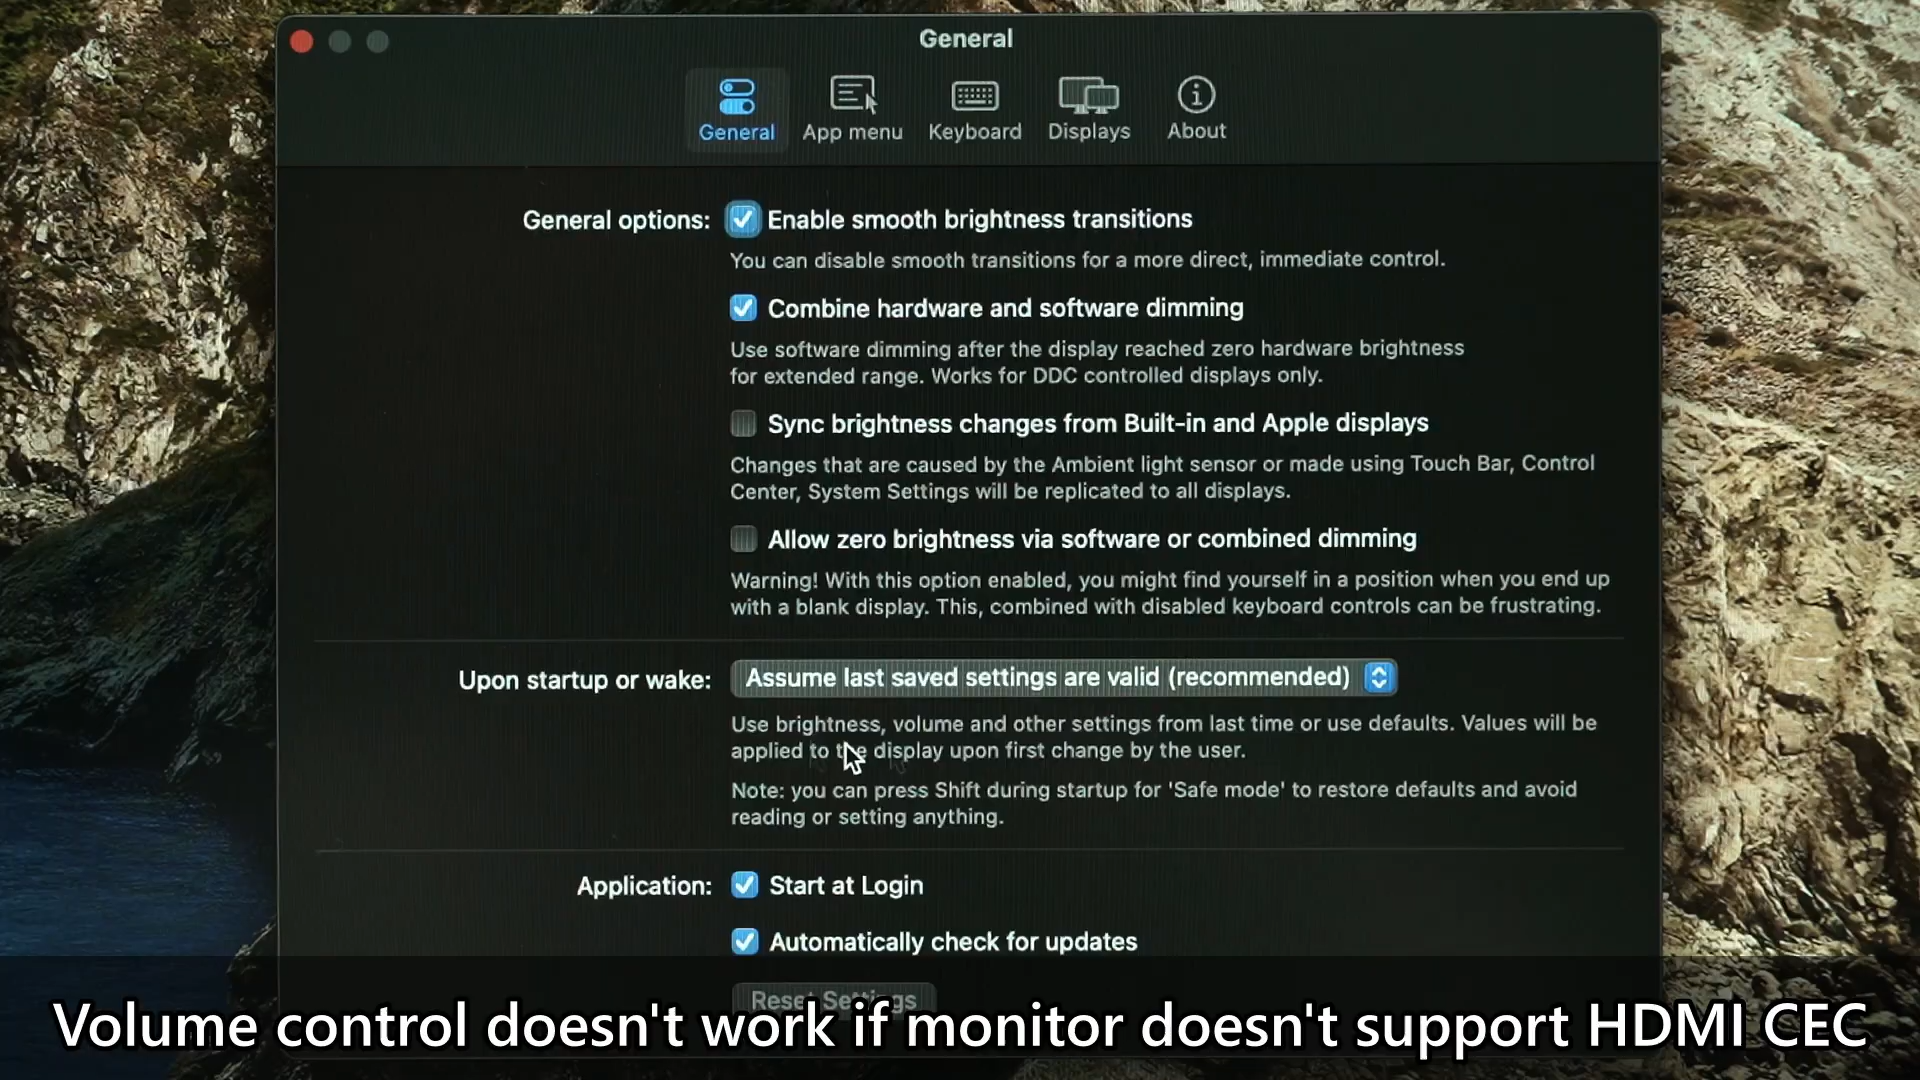 General
General
App menu
Keyboard
Displays
About
General options:
Enable smooth brightness transitions
You can disable smooth transitions for a more direct, immediate control.
Combine hardware and software dimming
Use software dimming after the display reached zero hardware brightness
for extended range. Works for DDC controlled displays only.
Sync brightness changes from Built-in and Apple displays
Changes that are caused by the Ambient light sensor or made using Touch Bar, Control
Center, System Settings will be replicated to all displays.
Allow zero brightness via software or combined dimming
Warning! With this option enabled, you might find yourself in a position when you end up
with a blank display. This, combined with disabled keyboard controls can be frustrating.
Upon startup or wake:
Assume last saved settings are valid (recommended)
Use brightness, volume and other settings from last time or use defaults. Values will be
applied to the display upon first change by the user.
Note: you can press Shift during startup for 'Safe mode' to restore defaults and avoid
reading or setting anything.
Application:
Start at Login
Automatically check for updates
Reset Settings
Volume control doesn't work if monitor doesn't support HDMI CEC